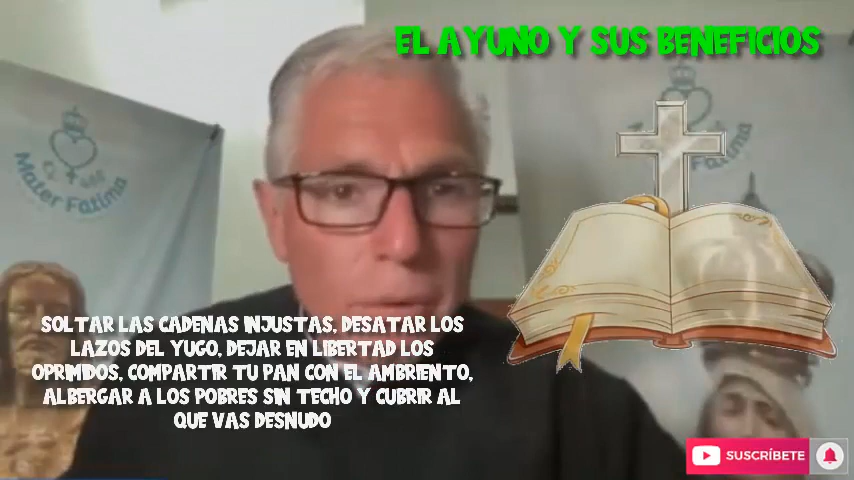 EL AYUNO Y SUS BENEFICIOS
Mater Fatima
Fatima
SOLTAR LAS CADENAS INJUSTAS, DESATAR LOS
LAZOS DEL YUGO, DEJAR EN LIBERTAD LOS
OPRIMIDOS, COMPARTIR TU PAN CON EL AMBRIENTO,
ALBERGAR A LOS POBRES SIN TECHO Y CUBRIR AL
QUE VAS DESNUDO
SUSCRÍBETE